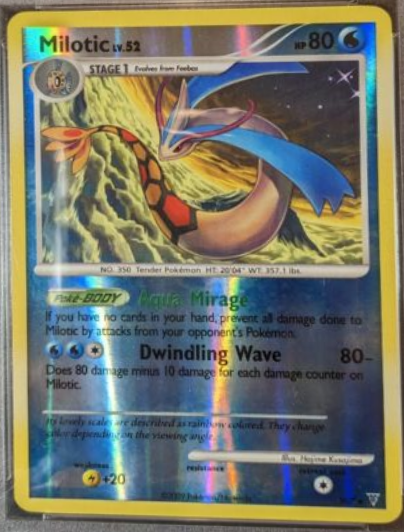 Milotic LV.52 HP 80
STAGE 1 Evolves from Feebas
NO. 350 Tender Pokémon HT: 20'04" WT: 357.1 lbs.
Poké-BODY Aqua Mirage
If you have no cards in your hand, prevent all damage done to
Milotic by attacks from your opponent's Pokémon.
Dwindling Wave 80-
Does 80 damage minus 10 damage for each damage counter on
Milotic.
Its lovely scales are described as rainbow colored. They change
color depending on the viewing angle.
Illus. Hajime Kusajima
weakness resistance retreat cost
+20
©2009 Pokémon